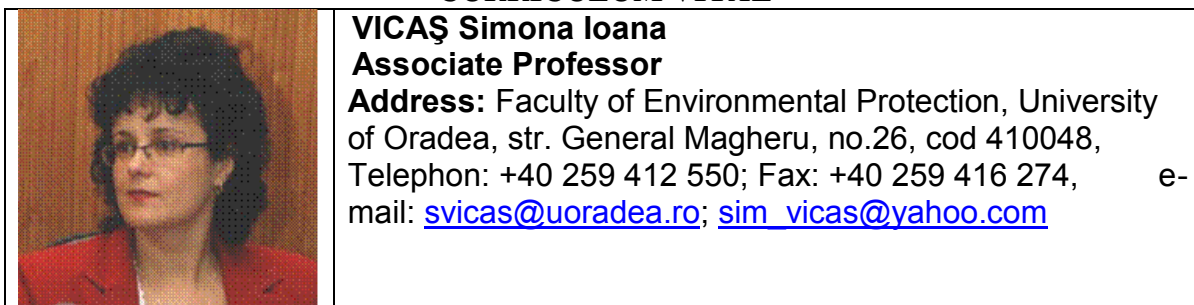 VICAŞ Simona Ioana
Associate Professor
Address: Faculty of Environmental Protection, University
of Oradea, str. General Magheru, no.26, cod 410048,
Telephon: +40 259 412 550; Fax: +40 259 416 274, e-
mail: svicas@uoradea.ro; sim_vicas@yahoo.com